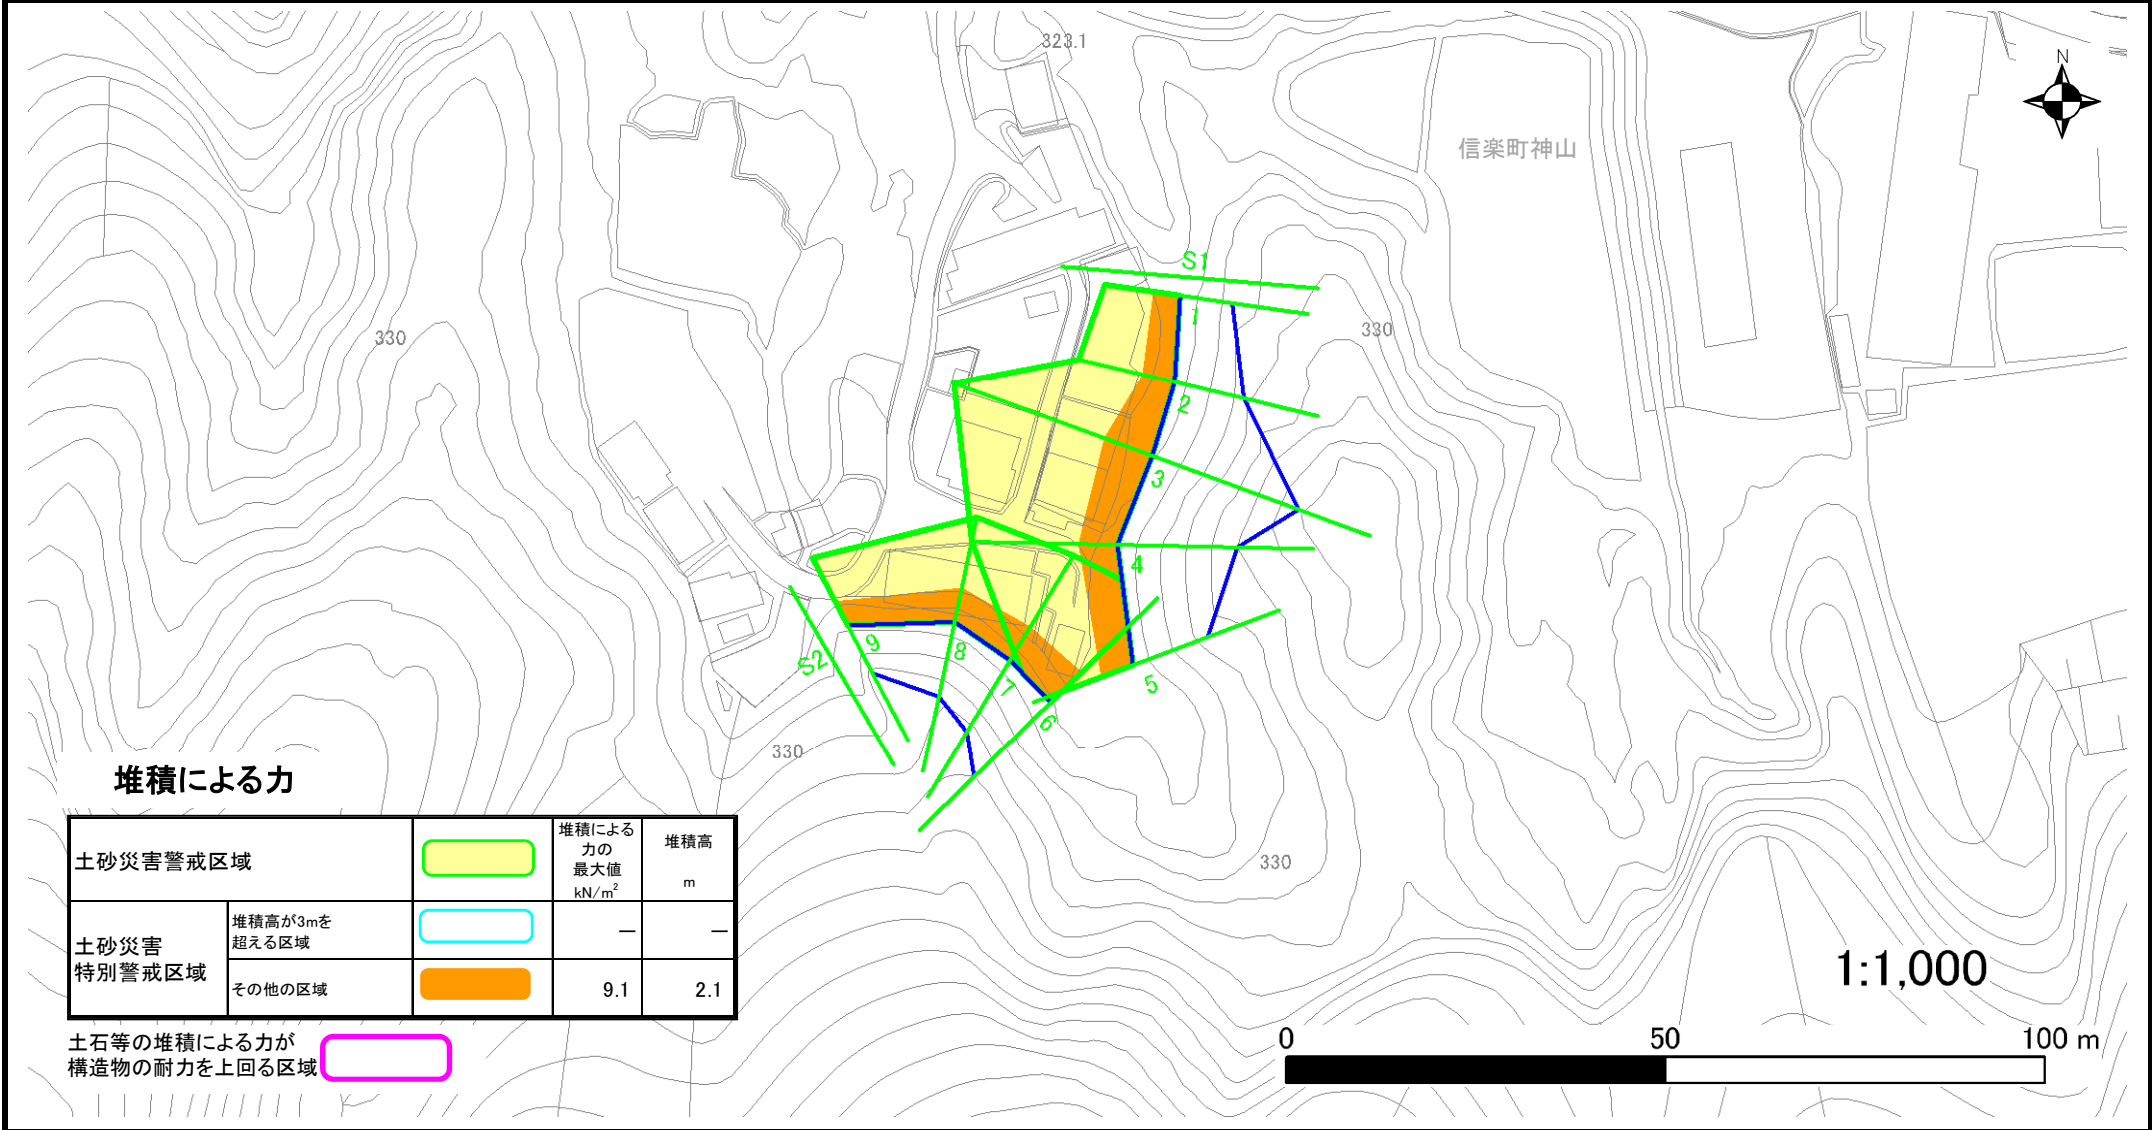 323.1
N
信楽町神山
S1
1
330
330
2
3
4
9
8
S2
7
5
6
330
330
堆積による力
土砂災害警戒区域
堆積による
力の
最大値
kN/m²
堆積高
m
土砂災害
特別警戒区域
堆積高が3mを
超える区域
—
—
その他の区域
9.1
2.1
土石等の堆積による力が
構造物の耐力を上回る区域
1:1,000
0
50
100 m